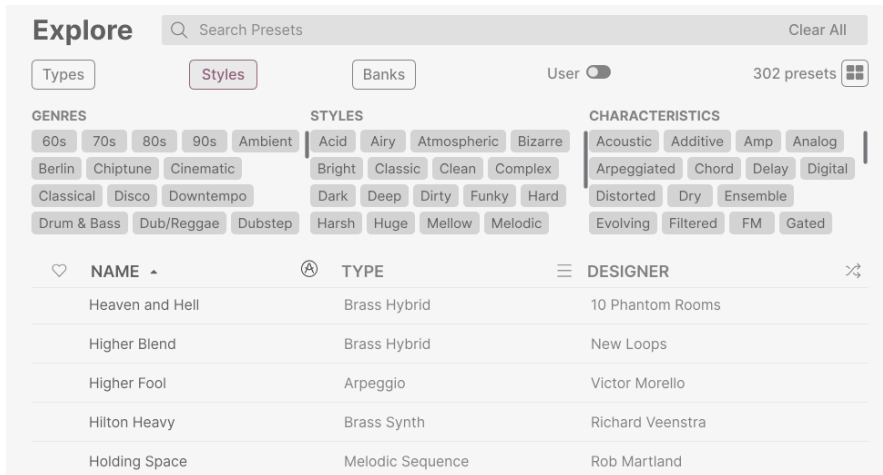 Explore Search Presets Clear All
Types Styles Banks User 302 presets
GENRES STYLES CHARACTERISTICS
60s 70s 80s 90s Ambient Acid Airy Atmospheric Bizarre Acoustic Additive Amp Analog
Berlin Chiptune Cinematic Bright Classic Clean Complex Arpeggiated Chord Delay Digital
Classical Disco Downtempo Dark Deep Dirty Funky Hard Distorted Dry Ensemble
Drum & Bass Dub/Reggae Dubstep Harsh Huge Mellow Melodic Evolving Filtered FM Gated
NAME A TYPE DESIGNER
Heaven and Hell Brass Hybrid 10 Phantom Rooms
Higher Blend Brass Hybrid New Loops
Higher Fool Arpeggio Victor Morello
Hilton Heavy Brass Synth Richard Veenstra
Holding Space Melodic Sequence Rob Martland